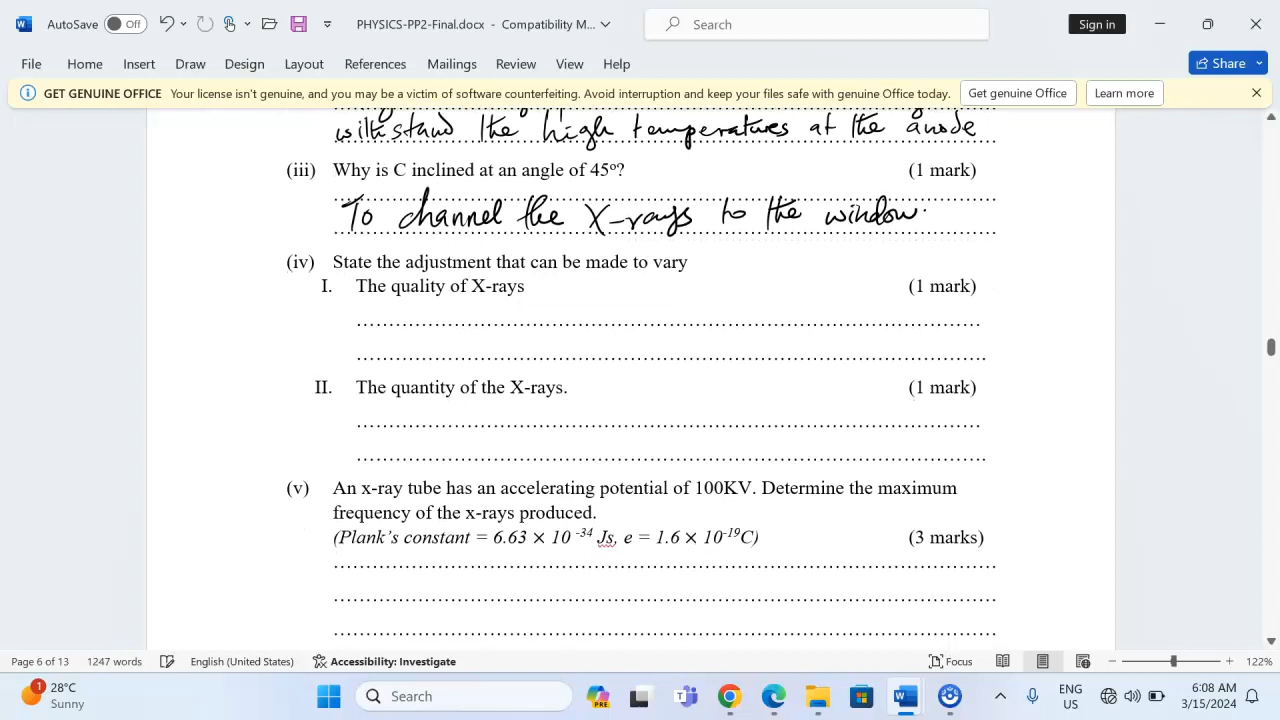 AutoSave Off PHYSICS-PP2-Final.docx - Compatibility M... Search Sign in
File Home Insert Draw Design Layout References Mailings Review View Help Share
GET GENUINE OFFICE Your license isn't genuine, and you may be a victim of software counterfeiting. Avoid interruption and keep your files safe with genuine Office today. Get genuine Office Learn more
withstand the high temperatures at the anode
(iii) Why is C inclined at an angle of 45º? (1 mark)
To channel the X-rays to the window.
(iv) State the adjustment that can be made to vary
I. The quality of X-rays (1 mark)
II. The quantity of the X-rays. (1 mark)
(v) An x-ray tube has an accelerating potential of 100KV. Determine the maximum
frequency of the x-rays produced.
(Plank's constant = 6.63 × 10 ⁻³⁴ Js, e = 1.6 × 10⁻¹⁹C) (3 marks)
Page 6 of 13 1247 words English (United States) Accessibility: Investigate Focus 122%
1 28°C Sunny Search PRE ENG US 6:08 AM 3/15/2024